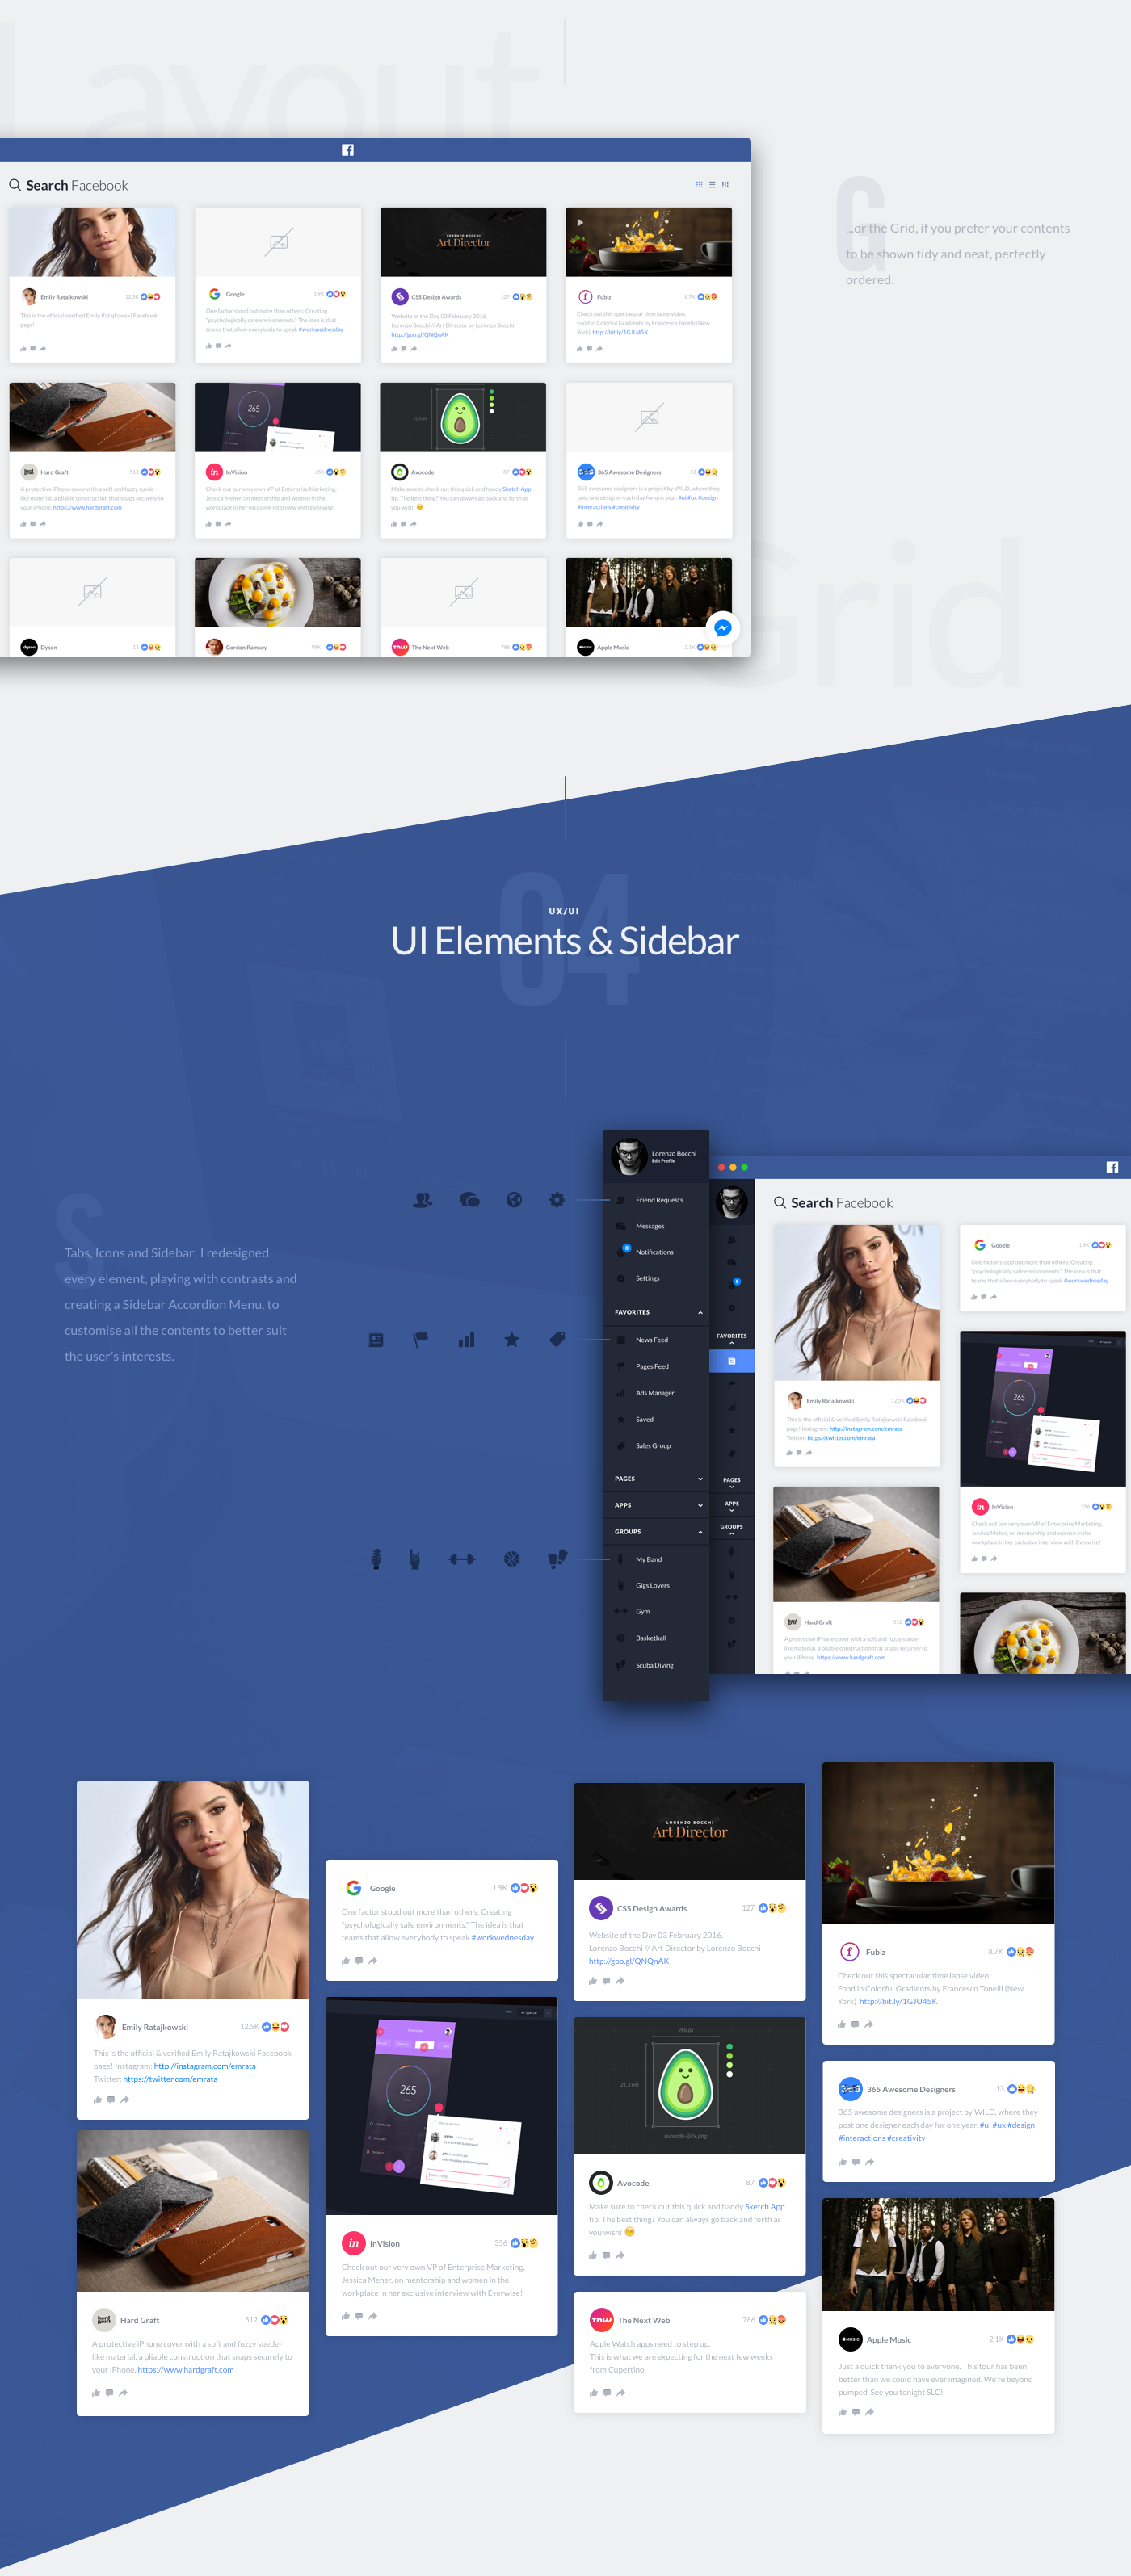 Layout
Search Facebook
Emily Ratajkowski 12.5K
This is the official/verified Emily Ratajkowski Facebook
page!
Google 1.9K
One factor stood out more than others: Creating
"psychologically safe environments." The idea is that
teams that allow everybody to speak #workwednesday
LORENZO BOCCHI
Art Director
CSS Design Awards 127
Website of the Day 03 February 2016.
Lorenzo Bocchi // Art Director by Lorenzo Bocchi
http://goo.gl/QNQnAK
Fubiz 8.7K
Check out this spectacular time lapse video.
Food in Colorful Gradients by Francesco Tonelli (New
York) http://bit.ly/1GJU45K
G
...or the Grid, if you prefer your contents
to be shown tidy and neat, perfectly
ordered.
Hard Graft 512
A protective iPhone cover with a soft and fuzzy suede-
like material, a pliable construction that snaps securely to
your iPhone. https://www.hardgraft.com
265
InVision 356
Check out our very own VP of Enterprise Marketing,
Jessica Meher, on mentorship and women in the
workplace in her exclusive interview with Everwise!
Avocode 87
Make sure to check out this quick and handy Sketch App
tip. The best thing? You can always go back and forth as
you wish!
365 Awesome Designers 13
365 awesome designers is a project by WILD, where they
post one designer each day for one year. #ui #ux #design
#interactions #creativity
dyson Dyson 13
Gordon Ramsey 99K
TNW The Next Web 786
Apple Music 2.1K
Grid
04
UX/UI
UI Elements & Sidebar
S
Tabs, Icons and Sidebar: I redesigned
every element, playing with contrasts and
creating a Sidebar Accordion Menu, to
customise all the contents to better suit
the user's interests.
Lorenzo Bocchi
Edit Profile
Friend Requests
Messages
8 Notifications
Settings
FAVORITES
News Feed
Pages Feed
Ads Manager
Saved
Sales Group
PAGES
APPS
GROUPS
My Band
Gigs Lovers
Gym
Basketball
Scuba Diving
8
FAVORITES
PAGES
APPS
GROUPS
Search Facebook
Emily Ratajkowski 12.5K
This is the official & verified Emily Ratajkowski Facebook
page! Instagram: http://instagram.com/emrata
Twitter: https://twitter.com/emrata
Hard Graft 512
A protective iPhone cover with a soft and fuzzy suede-
like material, a pliable construction that snaps securely to
your iPhone. https://www.hardgraft.com
Google 1.9K
One factor stood out more than others: Creating
"psychologically safe environments." The idea is that
teams that allow everybody to speak #workwednesday
265
in InVision 356
Check out our very own VP of Enterprise Marketing,
Jessica Meher, on mentorship and women in the
workplace in her exclusive interview with Everwise!
ON
Emily Ratajkowski 12.5K
This is the official & verified Emily Ratajkowski Facebook
page! Instagram: http://instagram.com/emrata
Twitter: https://twitter.com/emrata
hard graft Hard Graft 512
A protective iPhone cover with a soft and fuzzy suede-
like material, a pliable construction that snaps securely to
your iPhone. https://www.hardgraft.com
Google 1.9K
One factor stood out more than others: Creating
"psychologically safe environments." The idea is that
teams that allow everybody to speak #workwednesday
265
in InVision 356
Check out our very own VP of Enterprise Marketing,
Jessica Meher, on mentorship and women in the
workplace in her exclusive interview with Everwise!
LORENZO BOCCHI
Art Director
CSS Design Awards 127
Website of the Day 03 February 2016.
Lorenzo Bocchi // Art Director by Lorenzo Bocchi
http://goo.gl/QNQnAK
Avocode 87
Make sure to check out this quick and handy Sketch App
tip. The best thing? You can always go back and forth as
you wish!
TNW The Next Web 786
Apple Watch apps need to step up.
This is what we are expecting for the next few weeks
from Cupertino.
f Fubiz 8.7K
Check out this spectacular time lapse video.
Food in Colorful Gradients by Francesco Tonelli (New
York) http://bit.ly/1GJU45K
365 365 Awesome Designers 13
365 awesome designers is a project by WILD, where they
post one designer each day for one year. #ui #ux #design
#interactions #creativity
MUSIC Apple Music 2.1K
Just a quick thank you to everyone. This tour has been
better than we could have ever imagined. We're beyond
pumped. See you tonight SLC!